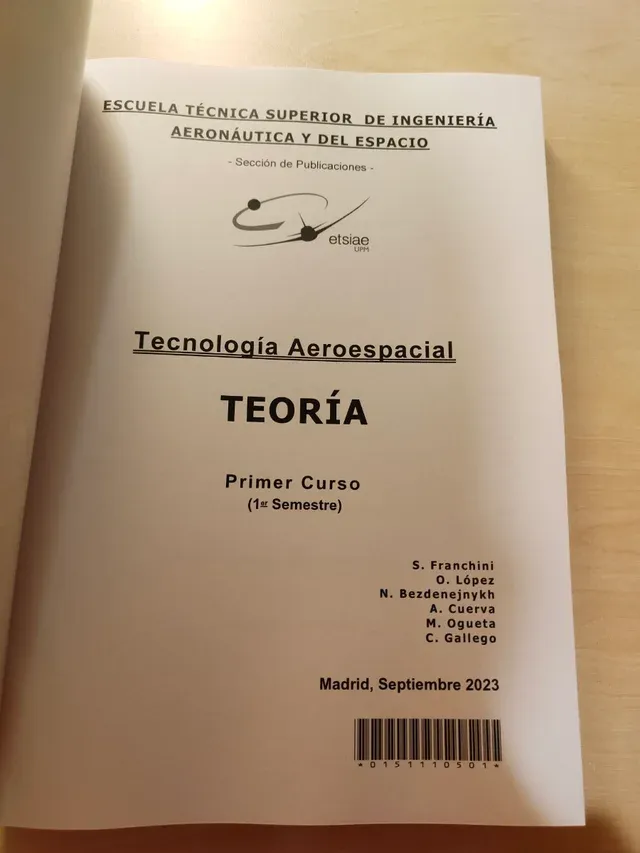 ESCUELA TÉCNICA SUPERIOR DE INGENIERÍA
AERONÁUTICA Y DEL ESPACIO
- Sección de Publicaciones -
etsiae
UPM
Tecnología Aeroespacial
TEORÍA
Primer Curso
(1er Semestre)
S. Franchini
O. López
N. Bezdenejnykh
A. Cuerva
M. Ogueta
C. Gallego
Madrid, Septiembre 2023
*0151110501*